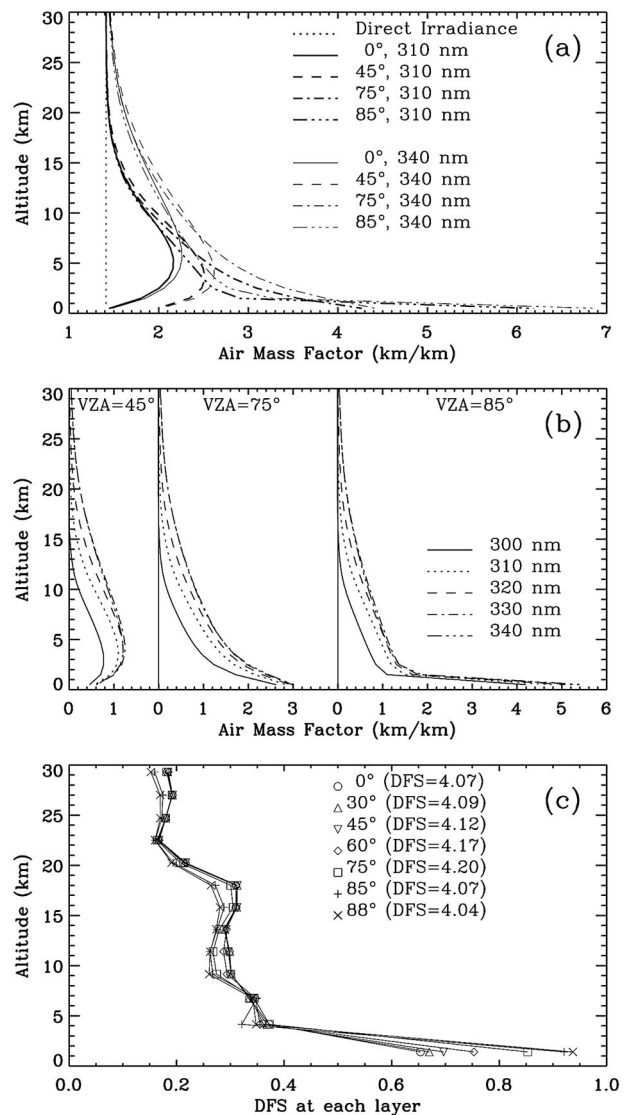 30
25
20
15
10
5
0
Altitude (km)
Direct Irradiance
0°, 310 nm
45°, 310 nm
75°, 310 nm
85°, 310 nm
0°, 340 nm
45°, 340 nm
75°, 340 nm
85°, 340 nm
(a)
1 2 3 4 5 6 7
Air Mass Factor (km/km)
30
25
20
15
10
5
0
Altitude (km)
VZA=45° VZA=75° VZA=85°
(b)
300 nm
310 nm
320 nm
330 nm
340 nm
0 1 0 1 2 3 0 1 2 3 4 5 6
Air Mass Factor (km/km)
30
25
20
15
10
5
0
Altitude (km)
0° (DFS=4.07)
30° (DFS=4.09)
45° (DFS=4.12)
60° (DFS=4.17)
75° (DFS=4.20)
85° (DFS=4.07)
88° (DFS=4.04)
(c)
0.0 0.2 0.4 0.6 0.8 1.0
DFS at each layer